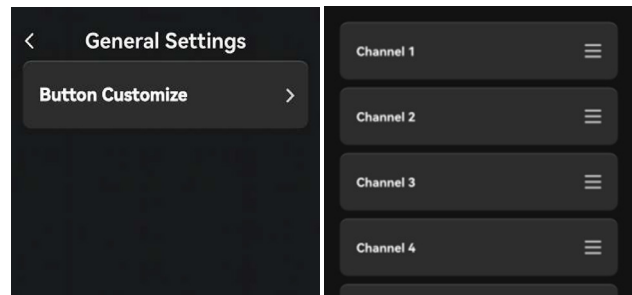 General Settings
Button Customize
Channel 1
Channel 2
Channel 3
Channel 4